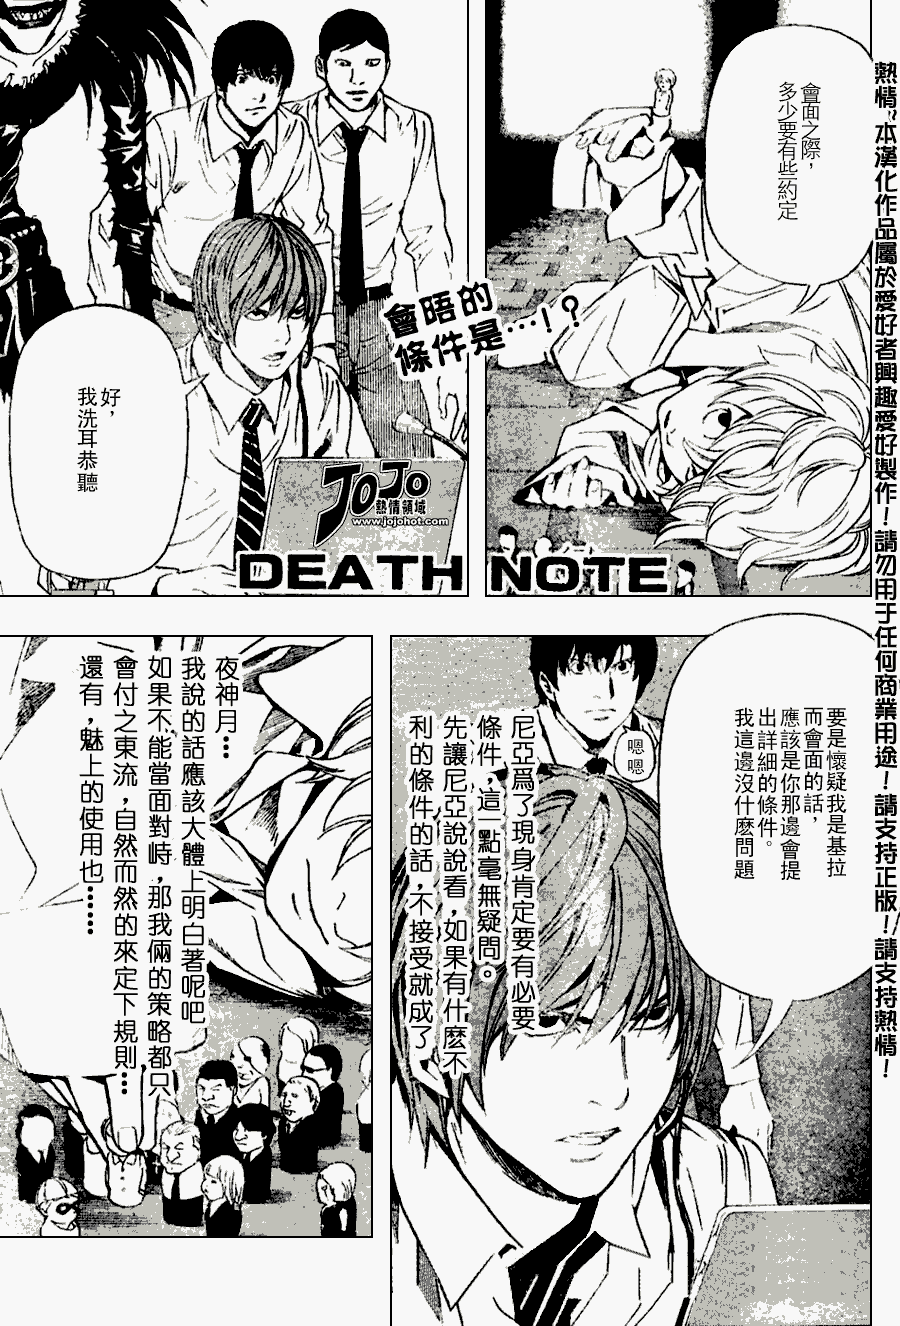 會面之際，
多少要有些約定
會晤的
條件是…！？
好，
我洗耳恭聽
JOJO
熱情領域
www.jojohot.com
DEATH NOTE
要是懷疑我是基拉
而會面的話，
應該是你那邊會提
出詳細的條件。
我這邊沒什麽問題
嗯
嗯
尼亞爲了現身肯定要有必要
條件，這一點毫無疑問。
先讓尼亞說說看，如果有什麽不
利的條件的話，不接受就成了
夜神月…
我說的話應該大體上明白著呢吧
如果不能當面對峙，那我倆的策略都只
會付之東流，自然而然的來定下規則…
還有，魅上的使用也……
熱情"本漢化作品屬於愛好者興趣愛好製作！請勿用于任何商業用途！請支持正版！請支持熱情！